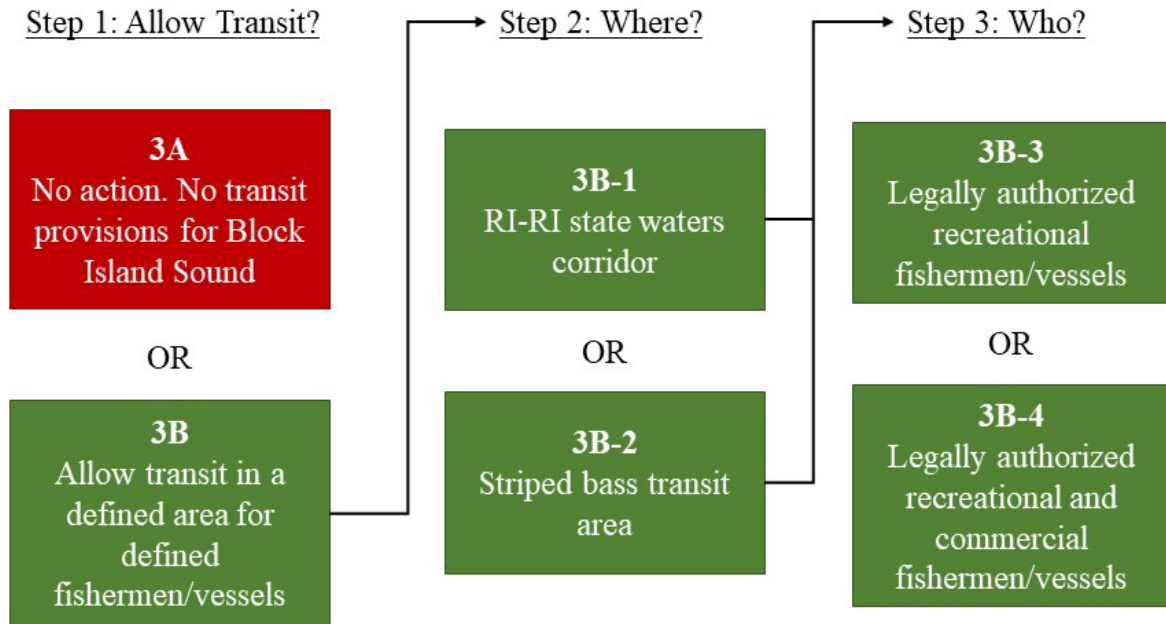 Step 1: Allow Transit?
Step 2: Where?
Step 3: Who?
3A
No action. No transit
provisions for Block
Island Sound
OR
3B
Allow transit in a
defined area for
defined
fishermen/vessels
3B-1
RI-RI state waters
corridor
OR
3B-2
Striped bass transit
area
3B-3
Legally authorized
recreational
fishermen/vessels
OR
3B-4
Legally authorized
recreational and
commercial
fishermen/vessels